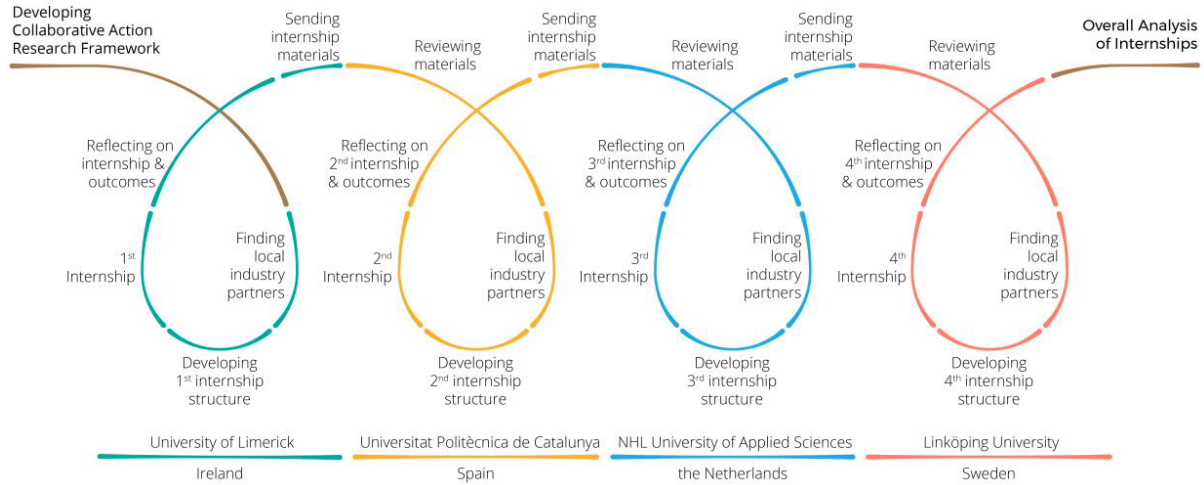 Developing
Collaborative Action
Research Framework
Sending
internship
materials
Reviewing
materials
Sending
internship
materials
Reviewing
materials
Sending
internship
materials
Reviewing
materials
Overall Analysis
of Internships
Reflecting on
internship &
outcomes
Reflecting on
2nd internship
& outcomes
Reflecting on
3rd internship
& outcomes
Reflecting on
4th internship
& outcomes
1st
Internship
Finding
local
industry
partners
2nd
Internship
Finding
local
industry
partners
3rd
Internship
Finding
local
industry
partners
4th
Internship
Finding
local
industry
partners
Developing
1st internship
structure
Developing
2nd internship
structure
Developing
3rd internship
structure
Developing
4th internship
structure
University of Limerick
Ireland
Universitat Politècnica de Catalunya
Spain
NHL University of Applied Sciences
the Netherlands
Linköping University
Sweden